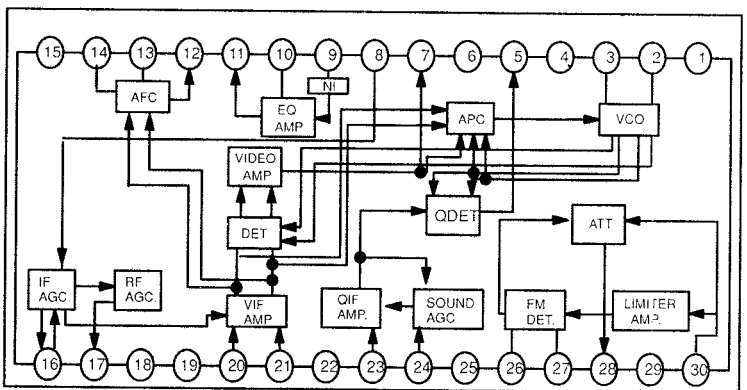 15 14 13 12 11 10 9 8 7 6 5 4 3 2 1
NI
AFC
EQ
AMP
APC
VCO
VIDEO
AMP
QDET
DET
ATT
IF
AGC
RF
AGC.
VIF
AMP
QIF
AMP.
SOUND
AGC
FM
DET.
LIMITER
AMP.
16 17 18 19 20 21 22 23 24 25 26 27 28 29 30